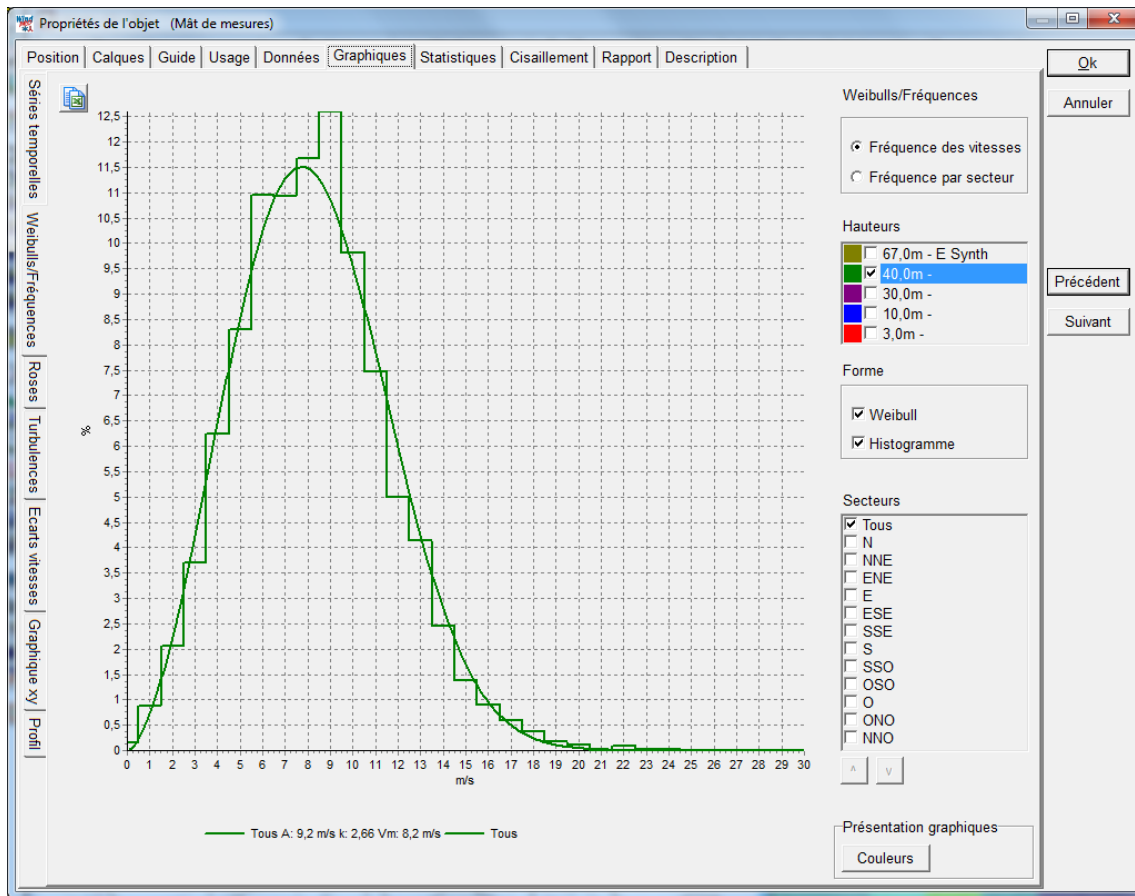 Propriétés de l'objet (Mât de mesures)
Position Calques Guide Usage Données Graphiques Statistiques Cisaillement Rapport Description
Ok
Annuler
Précédent
Suivant
Séries temporelles
Weibulls/Fréquences
Roses
Turbulences
Ecarts vitesses
Graphique xy
Profil
12,5
12
11,5
11
10,5
10
9,5
9
8,5
8
7,5
7
6,5
6
5,5
5
4,5
4
3,5
3
2,5
2
1,5
1
0,5
0
%
0 1 2 3 4 5 6 7 8 9 10 11 12 13 14 15 16 17 18 19 20 21 22 23 24 25 26 27 28 29 30
m/s
Tous A: 9,2 m/s k: 2,66 Vm: 8,2 m/s Tous
Weibulls/Fréquences
Fréquence des vitesses
Fréquence par secteur
Hauteurs
67,0m - E Synth
40,0m -
30,0m -
10,0m -
3,0m -
Forme
Weibull
Histogramme
Secteurs
Tous
N
NNE
ENE
E
ESE
SSE
S
SSO
OSO
O
ONO
NNO
^ v
Présentation graphiques
Couleurs